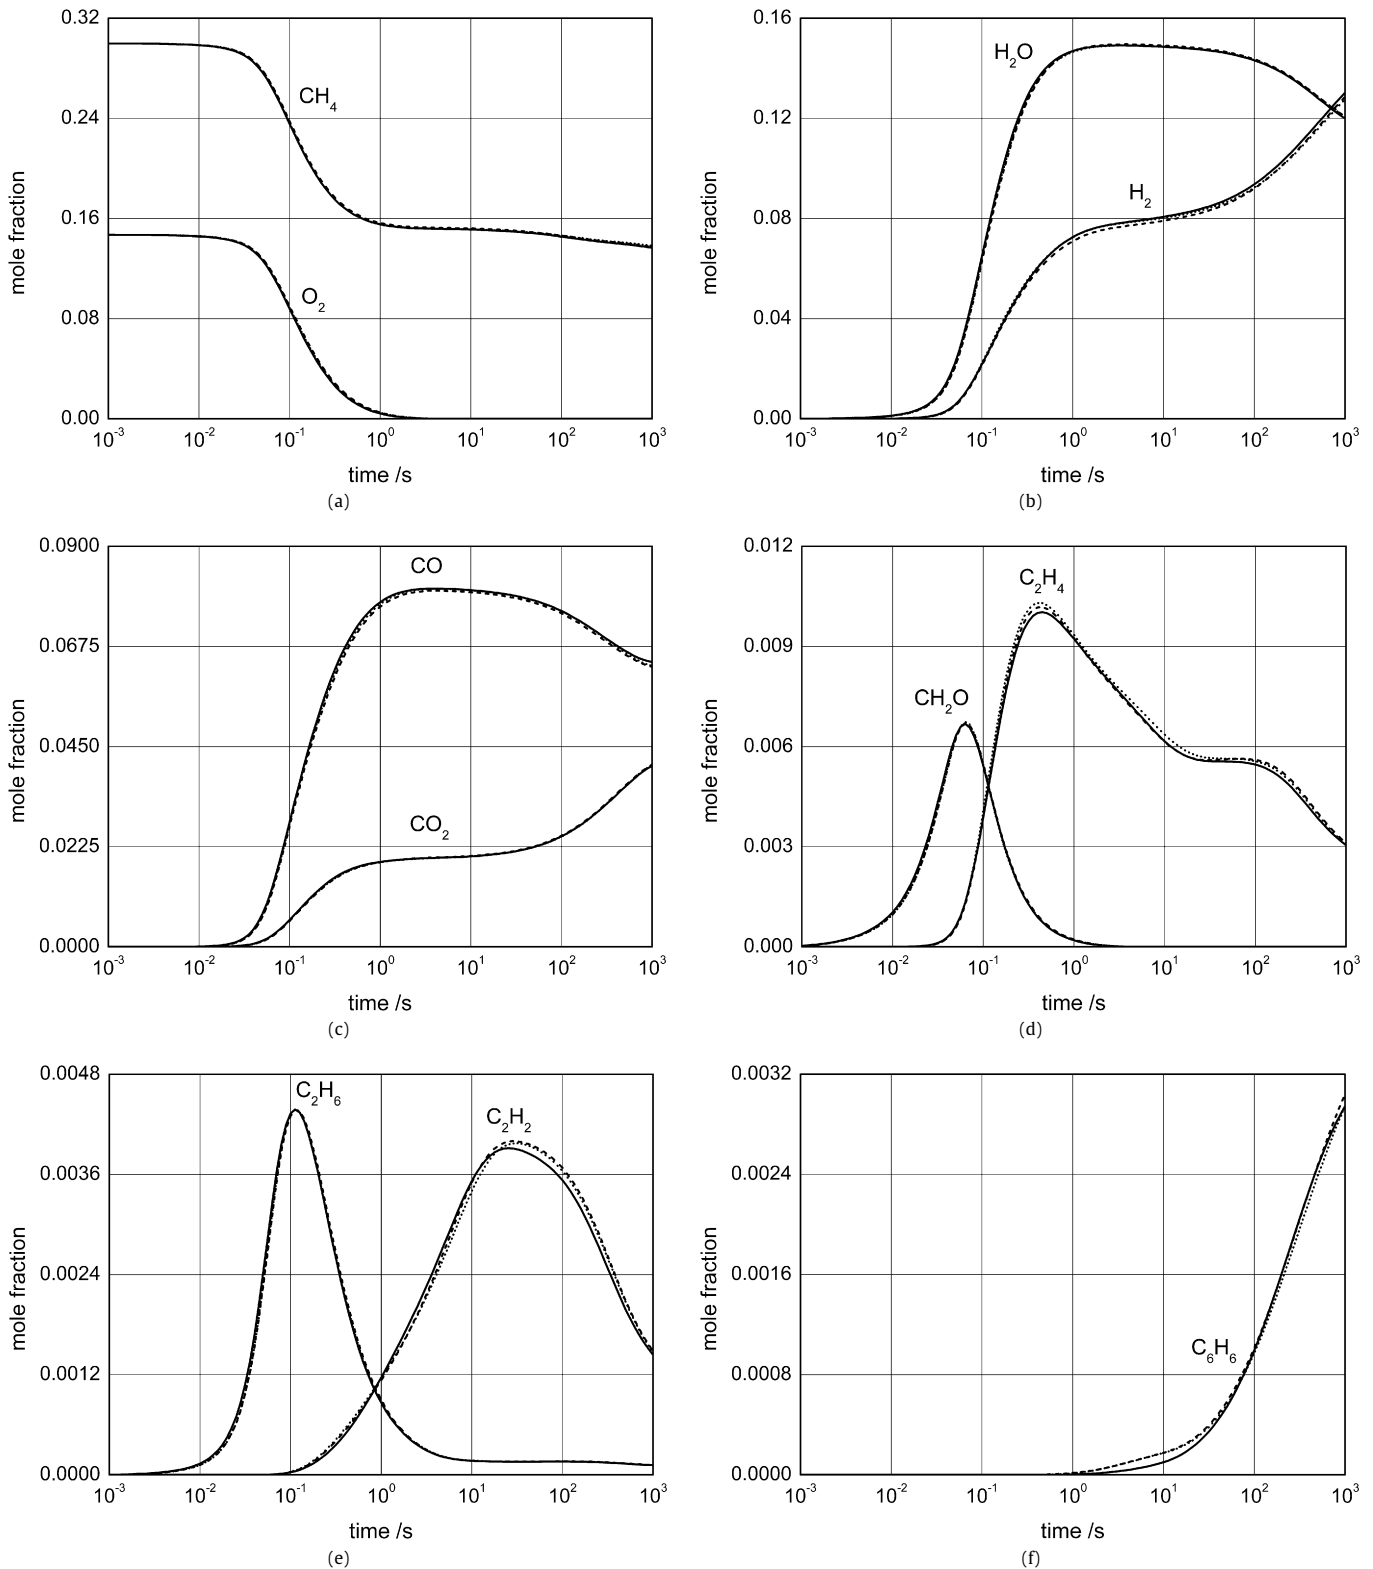 0.32
0.24
0.16
0.08
0.00
mole fraction
CH₄
O₂
10⁻³ 10⁻² 10⁻¹ 10⁰ 10¹ 10² 10³
time /s
(a)
0.16
0.12
0.08
0.04
0.00
mole fraction
H₂O
H₂
10⁻³ 10⁻² 10⁻¹ 10⁰ 10¹ 10² 10³
time /s
(b)
0.0900
0.0675
0.0450
0.0225
0.0000
mole fraction
CO
CO₂
10⁻³ 10⁻² 10⁻¹ 10⁰ 10¹ 10² 10³
time /s
(c)
0.012
0.009
0.006
0.003
0.000
mole fraction
C₂H₄
CH₂O
10⁻³ 10⁻² 10⁻¹ 10⁰ 10¹ 10² 10³
time /s
(d)
0.0048
0.0036
0.0024
0.0012
0.0000
mole fraction
C₂H₆
C₂H₂
10⁻³ 10⁻² 10⁻¹ 10⁰ 10¹ 10² 10³
time /s
(e)
0.0032
0.0024
0.0016
0.0008
0.0000
mole fraction
C₆H₆
10⁻³ 10⁻² 10⁻¹ 10⁰ 10¹ 10² 10³
time /s
(f)